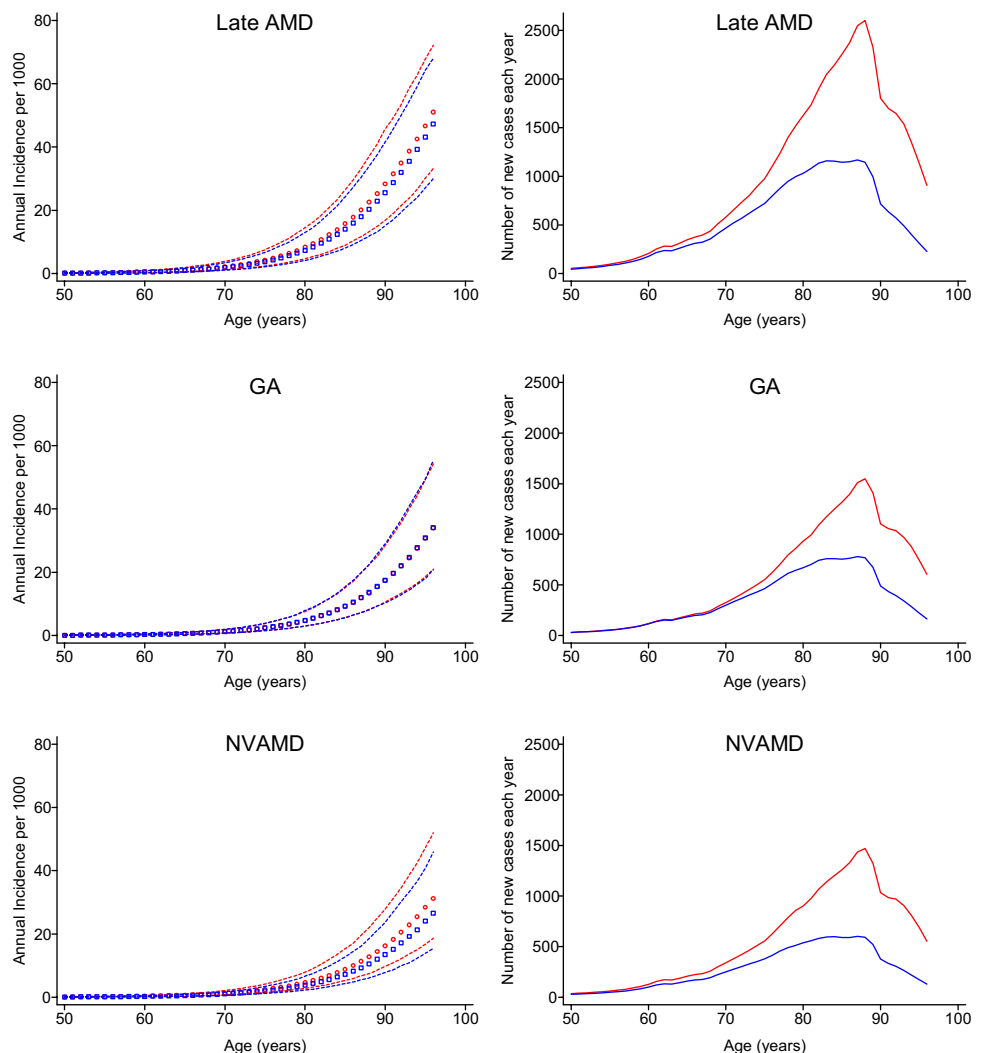 Late AMD
Annual Incidence per 1000
80
60
40
20
0
50 60 70 80 90 100
Age (years)
Late AMD
Number of new cases each year
2500
2000
1500
1000
500
0
50 60 70 80 90 100
Age (years)
GA
Annual Incidence per 1000
80
60
40
20
0
50 60 70 80 90 100
Age (years)
GA
Number of new cases each year
2500
2000
1500
1000
500
0
50 60 70 80 90 100
Age (years)
NVAMD
Annual Incidence per 1000
80
60
40
20
0
50 60 70 80 90 100
Age (years)
NVAMD
Number of new cases each year
2500
2000
1500
1000
500
0
50 60 70 80 90 100
Age (years)